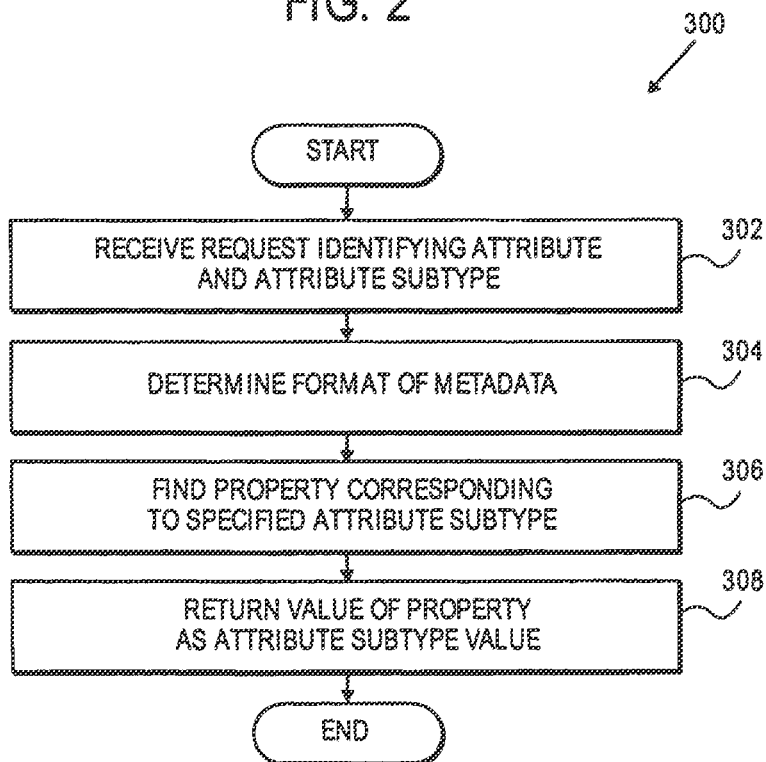 FIG. 2
300
START
RECEIVE REQUEST IDENTIFYING ATTRIBUTE
AND ATTRIBUTE SUBTYPE
302
DETERMINE FORMAT OF METADATA
304
FIND PROPERTY CORRESPONDING
TO SPECIFIED ATTRIBUTE SUBTYPE
306
RETURN VALUE OF PROPERTY
AS ATTRIBUTE SUBTYPE VALUE
308
END